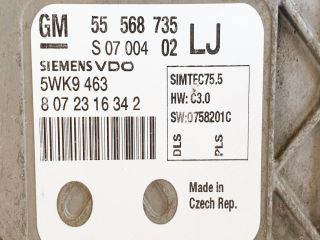 GM 55 568 735
S 07 004 02 LJ
SIEMENS VDO
5WK9 463
8 07 23 16 34 2
SIMTEC75.5
HW: C3.0
SW:0758201C
DLS PLS
Made in
Czech Rep.